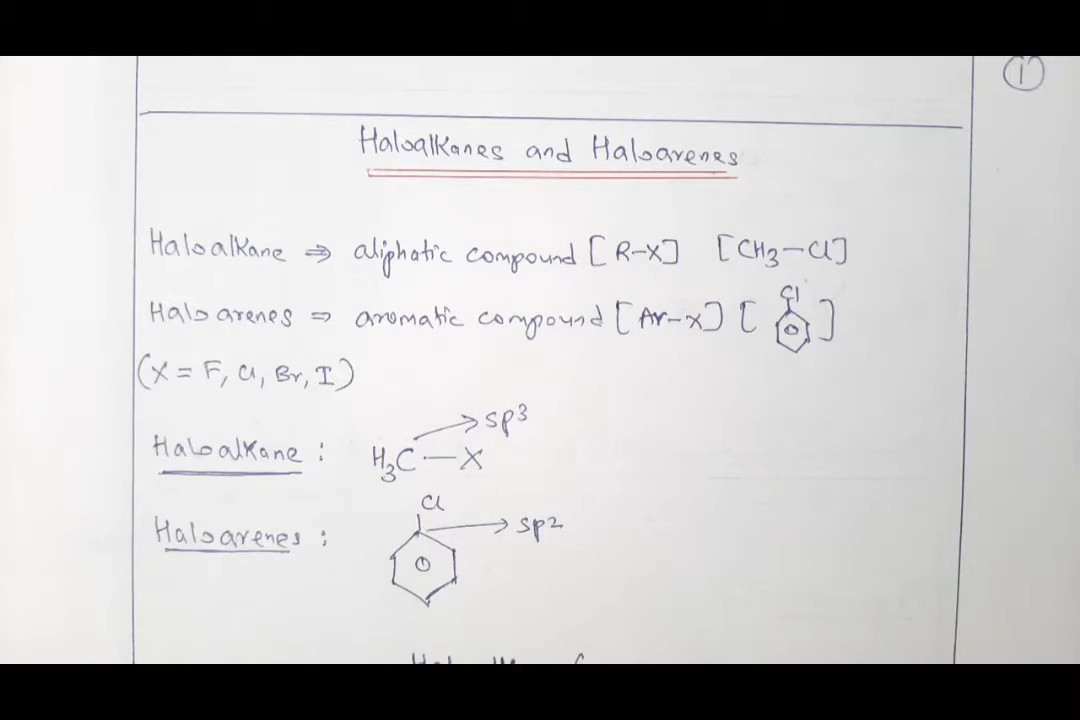 1
Haloalkanes and Haloarenes
Haloalkane ⇒ aliphatic compound [R-X] [CH3-Cl]
Haloarenes ⇒ aromatic compound [Ar-X] [Cl]
(X = F, Cl, Br, I)
Haloalkane : H3C-X → sp3
Haloarenes : Cl → sp2